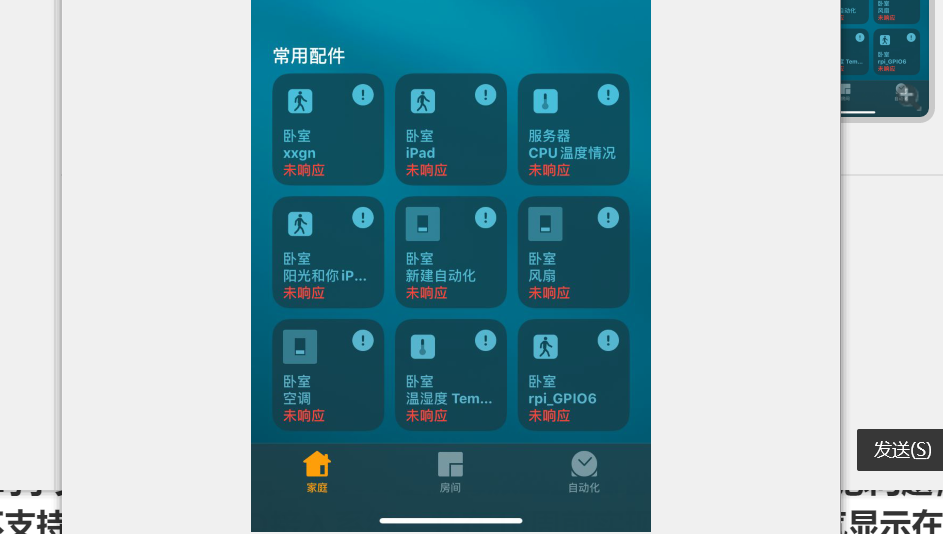 常用配件
卧室
xxgn
未响应
卧室
iPad
未响应
服务器
CPU 温度情况
未响应
卧室
阳光和你 iP...
未响应
卧室
新建自动化
未响应
卧室
风扇
未响应
卧室
空调
未响应
卧室
温湿度 Tem...
未响应
卧室
rpi_GPIO6
未响应
家庭
房间
自动化
卧室
风扇
未响应
卧室
rpi_GPIO6
未响应
发送(S)
支持
显示在